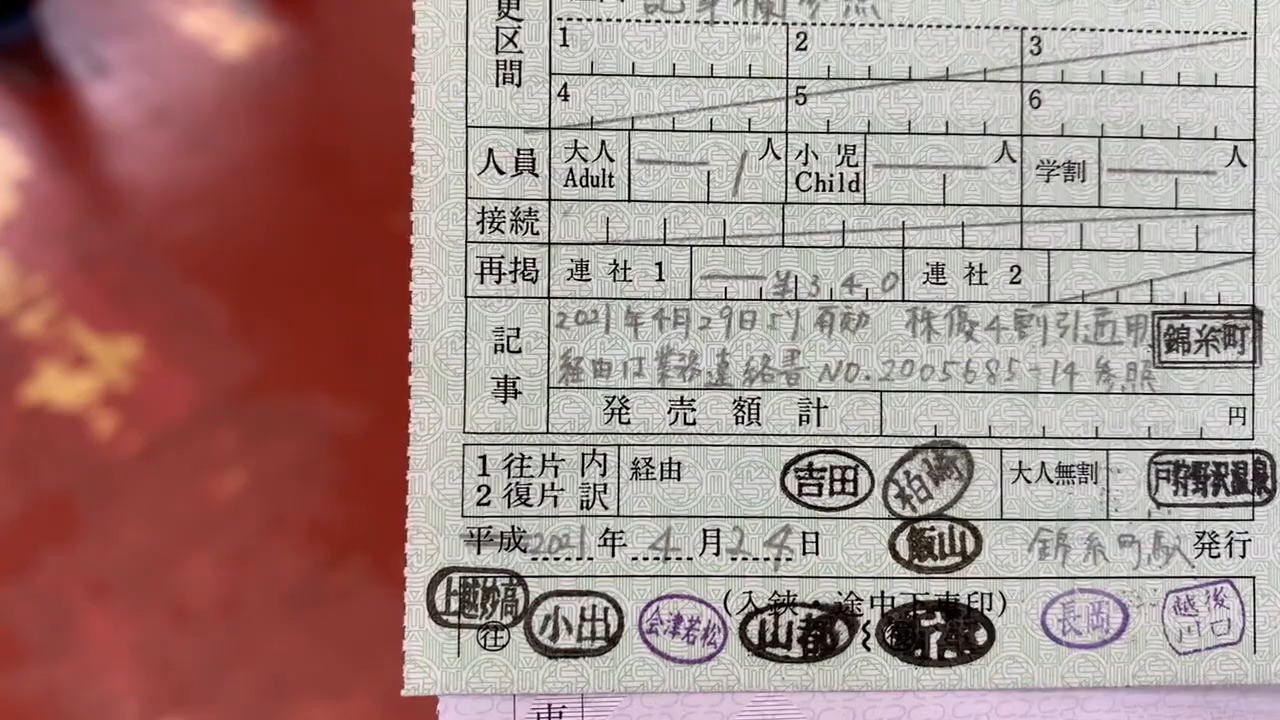 更区間
記事欄参照
1 2 3
4 5 6
人員 大人 Adult 1 人 小児 Child 人 学割 人
接続
再掲 連社1 340 連社2
記事 2021年4月29日より有効 株優4割引適用 錦糸町
経由は業務連絡書NO.2005685-14参照
発売額計 円
1往片内 経由 吉田 柏崎 大人無割 戸狩野沢温泉
2復片訳
平成2021年4月24日 飯山 錦糸町駅発行
上越妙高 (入鋏・途中下車印)
往 小出 会津若松 山都 長岡 越後川口